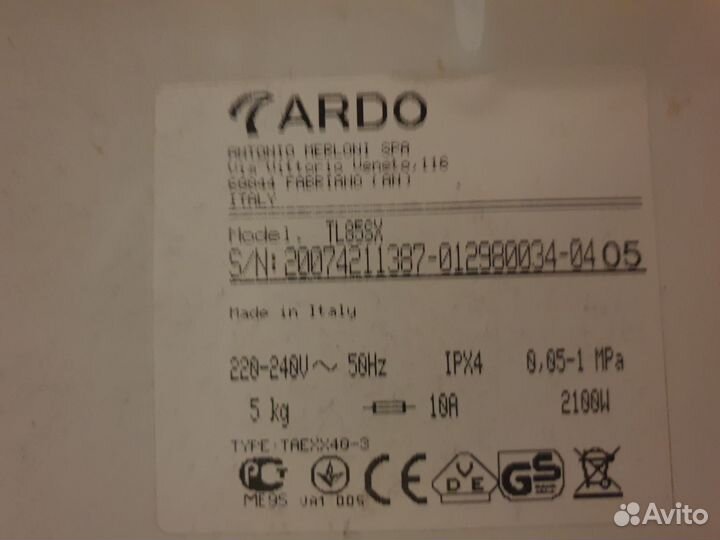 ARDO
ANTONIO MERLONI SPA
Via Vittorio Veneto,116
60044 FABRIANO (AN)
ITALY
Model. TL85SX
S/N: 20074211387-012980034-04 05
Made in Italy
220-240V~ 50Hz IPX4 0,05-1 MPa
5 kg 10A 2100W
TYPE: TAEXX40-3
CE VDE GS
ME95
Avito